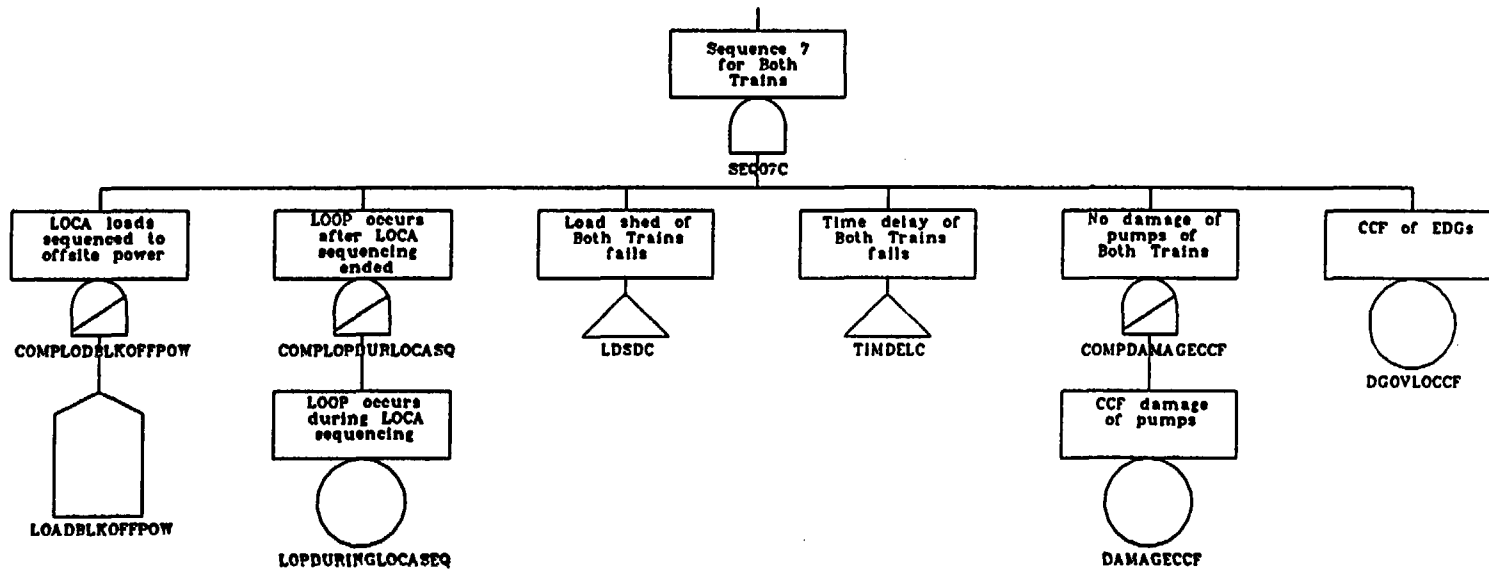 Sequence 7
for Both
Trains
SEQ07C
LOCA loads
sequenced to
offsite power
COMPLODBLKOFFPOW
LOADBLKOFFPOW
LOOP occurs
after LOCA
sequencing
ended
COMPLOPDURLOCASQ
LOOP occurs
during LOCA
sequencing
LOPDURINGLOCASEQ
Load shed of
Both Trains
fails
LDSDC
Time delay of
Both Trains
fails
TIMDELC
No damage of
pumps of
Both Trains
COMPDAMAGECCF
CCF damage
of pumps
DAMAGECCF
CCF of EDGs
DGOVLOCCF